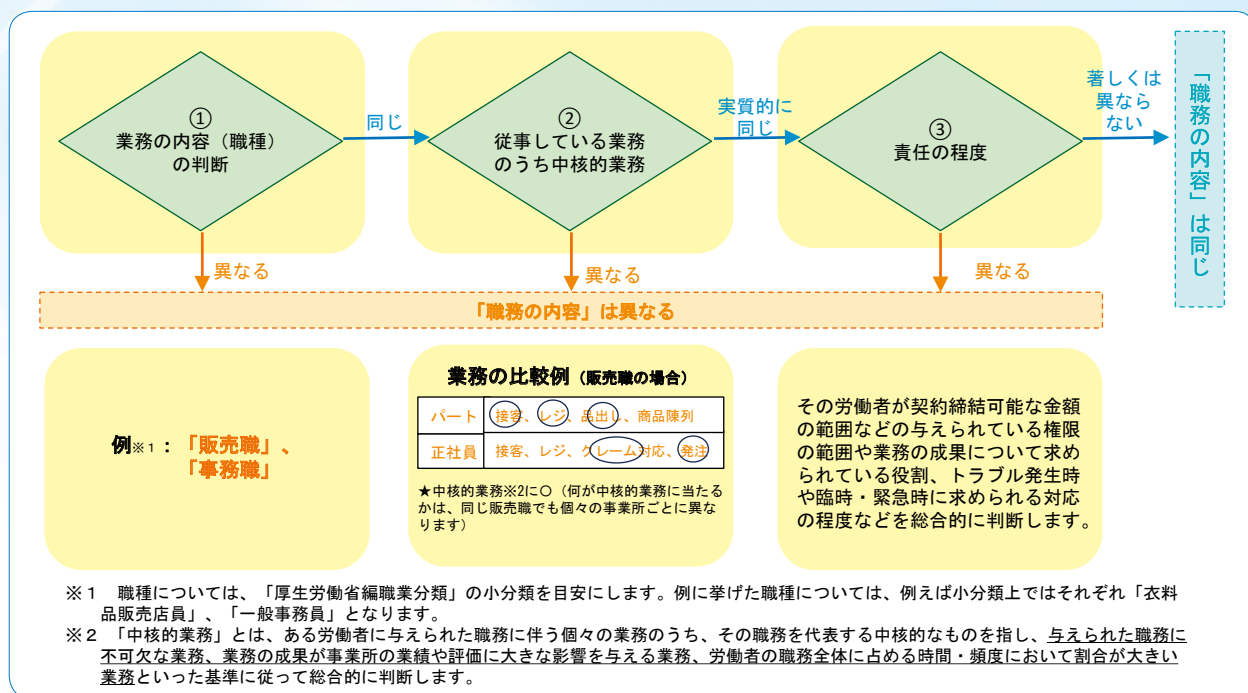 ①
業務の内容（職種）
の判断
同じ
②
従事している業務
のうち中核的業務
実質的に
同じ
③
責任の程度
著しくは
異なら
ない
「職務の内容」は同じ
異なる
異なる
異なる
「職務の内容」は異なる
例※１：「販売職」、
「事務職」
業務の比較例（販売職の場合）
パート 接客、レジ、品出し、商品陳列
正社員 接客、レジ、クレーム対応、発注
★中核的業務※2に〇（何が中核的業務に当たる
かは、同じ販売職でも個々の事業所ごとに異な
ります）
その労働者が契約締結可能な金額
の範囲などの与えられている権限
の範囲や業務の成果について求め
られている役割、トラブル発生時
や臨時・緊急時に求められる対応
の程度などを総合的に判断します。
※１　職種については、「厚生労働省編職業分類」の小分類を目安にします。例に挙げた職種については、例えば小分類上ではそれぞれ「衣料
品販売店員」、「一般事務員」となります。
※２　「中核的業務」とは、ある労働者に与えられた職務に伴う個々の業務のうち、その職務を代表する中核的なものを指し、与えられた職務に
不可欠な業務、業務の成果が事業所の業績や評価に大きな影響を与える業務、労働者の職務全体に占める時間・頻度において割合が大きい
業務といった基準に従って総合的に判断します。